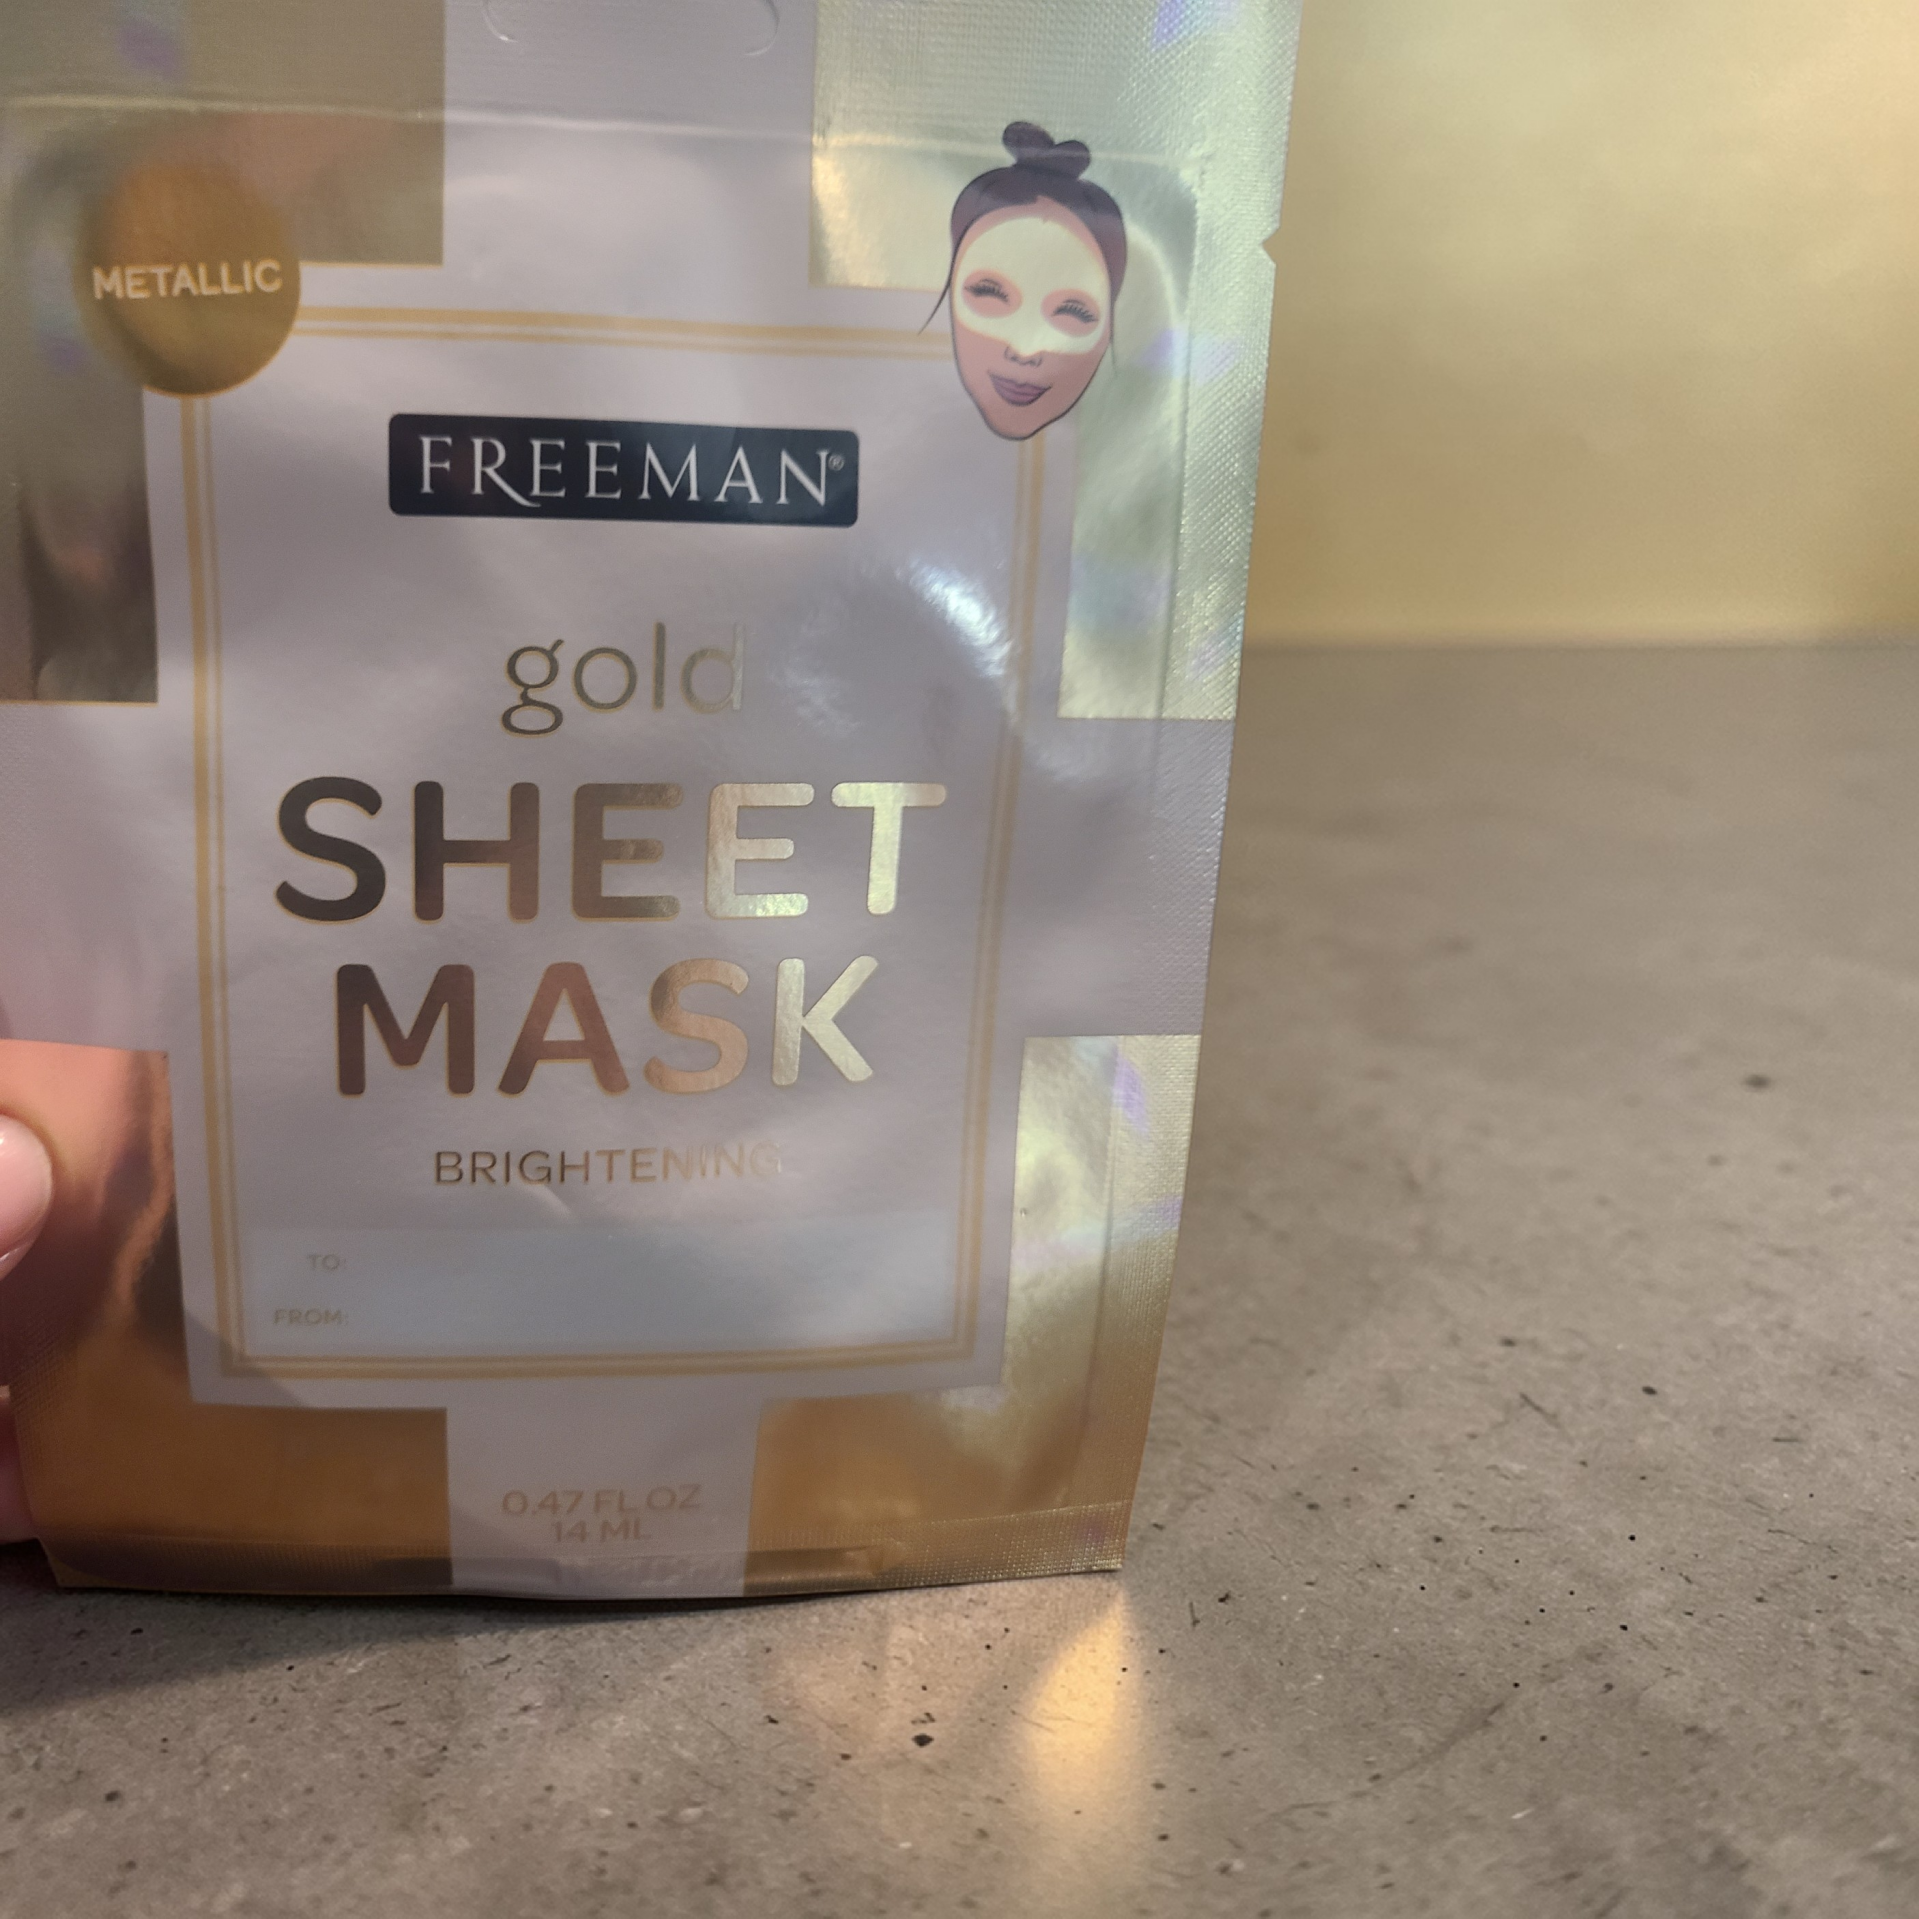 METALLIC
FREEMAN®
gold
SHEET
MASK
BRIGHTENING
TO:
FROM:
0.47 FL OZ
14 ML